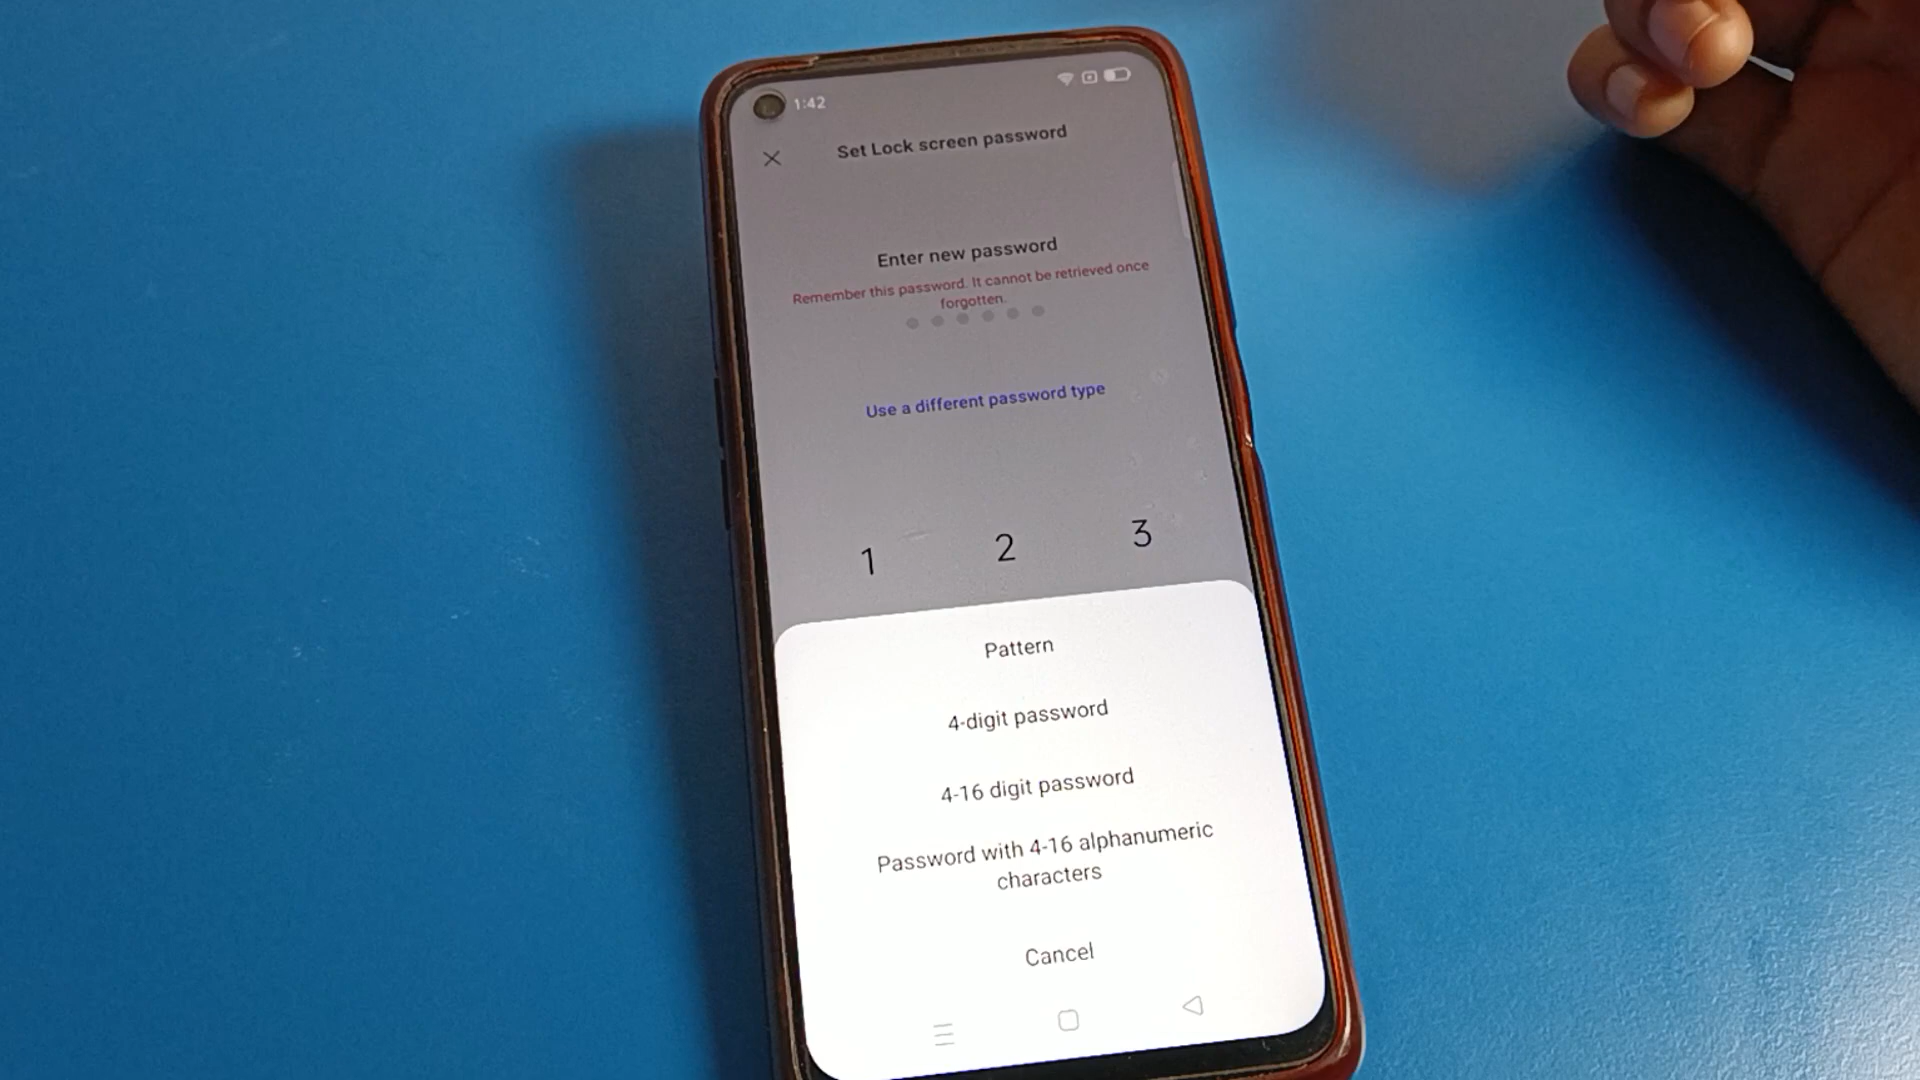 1:42
Set Lock screen password
Enter new password
Remember this password. It cannot be retrieved once
forgotten.
Use a different password type
1 2 3
Pattern
4-digit password
4-16 digit password
Password with 4-16 alphanumeric
characters
Cancel